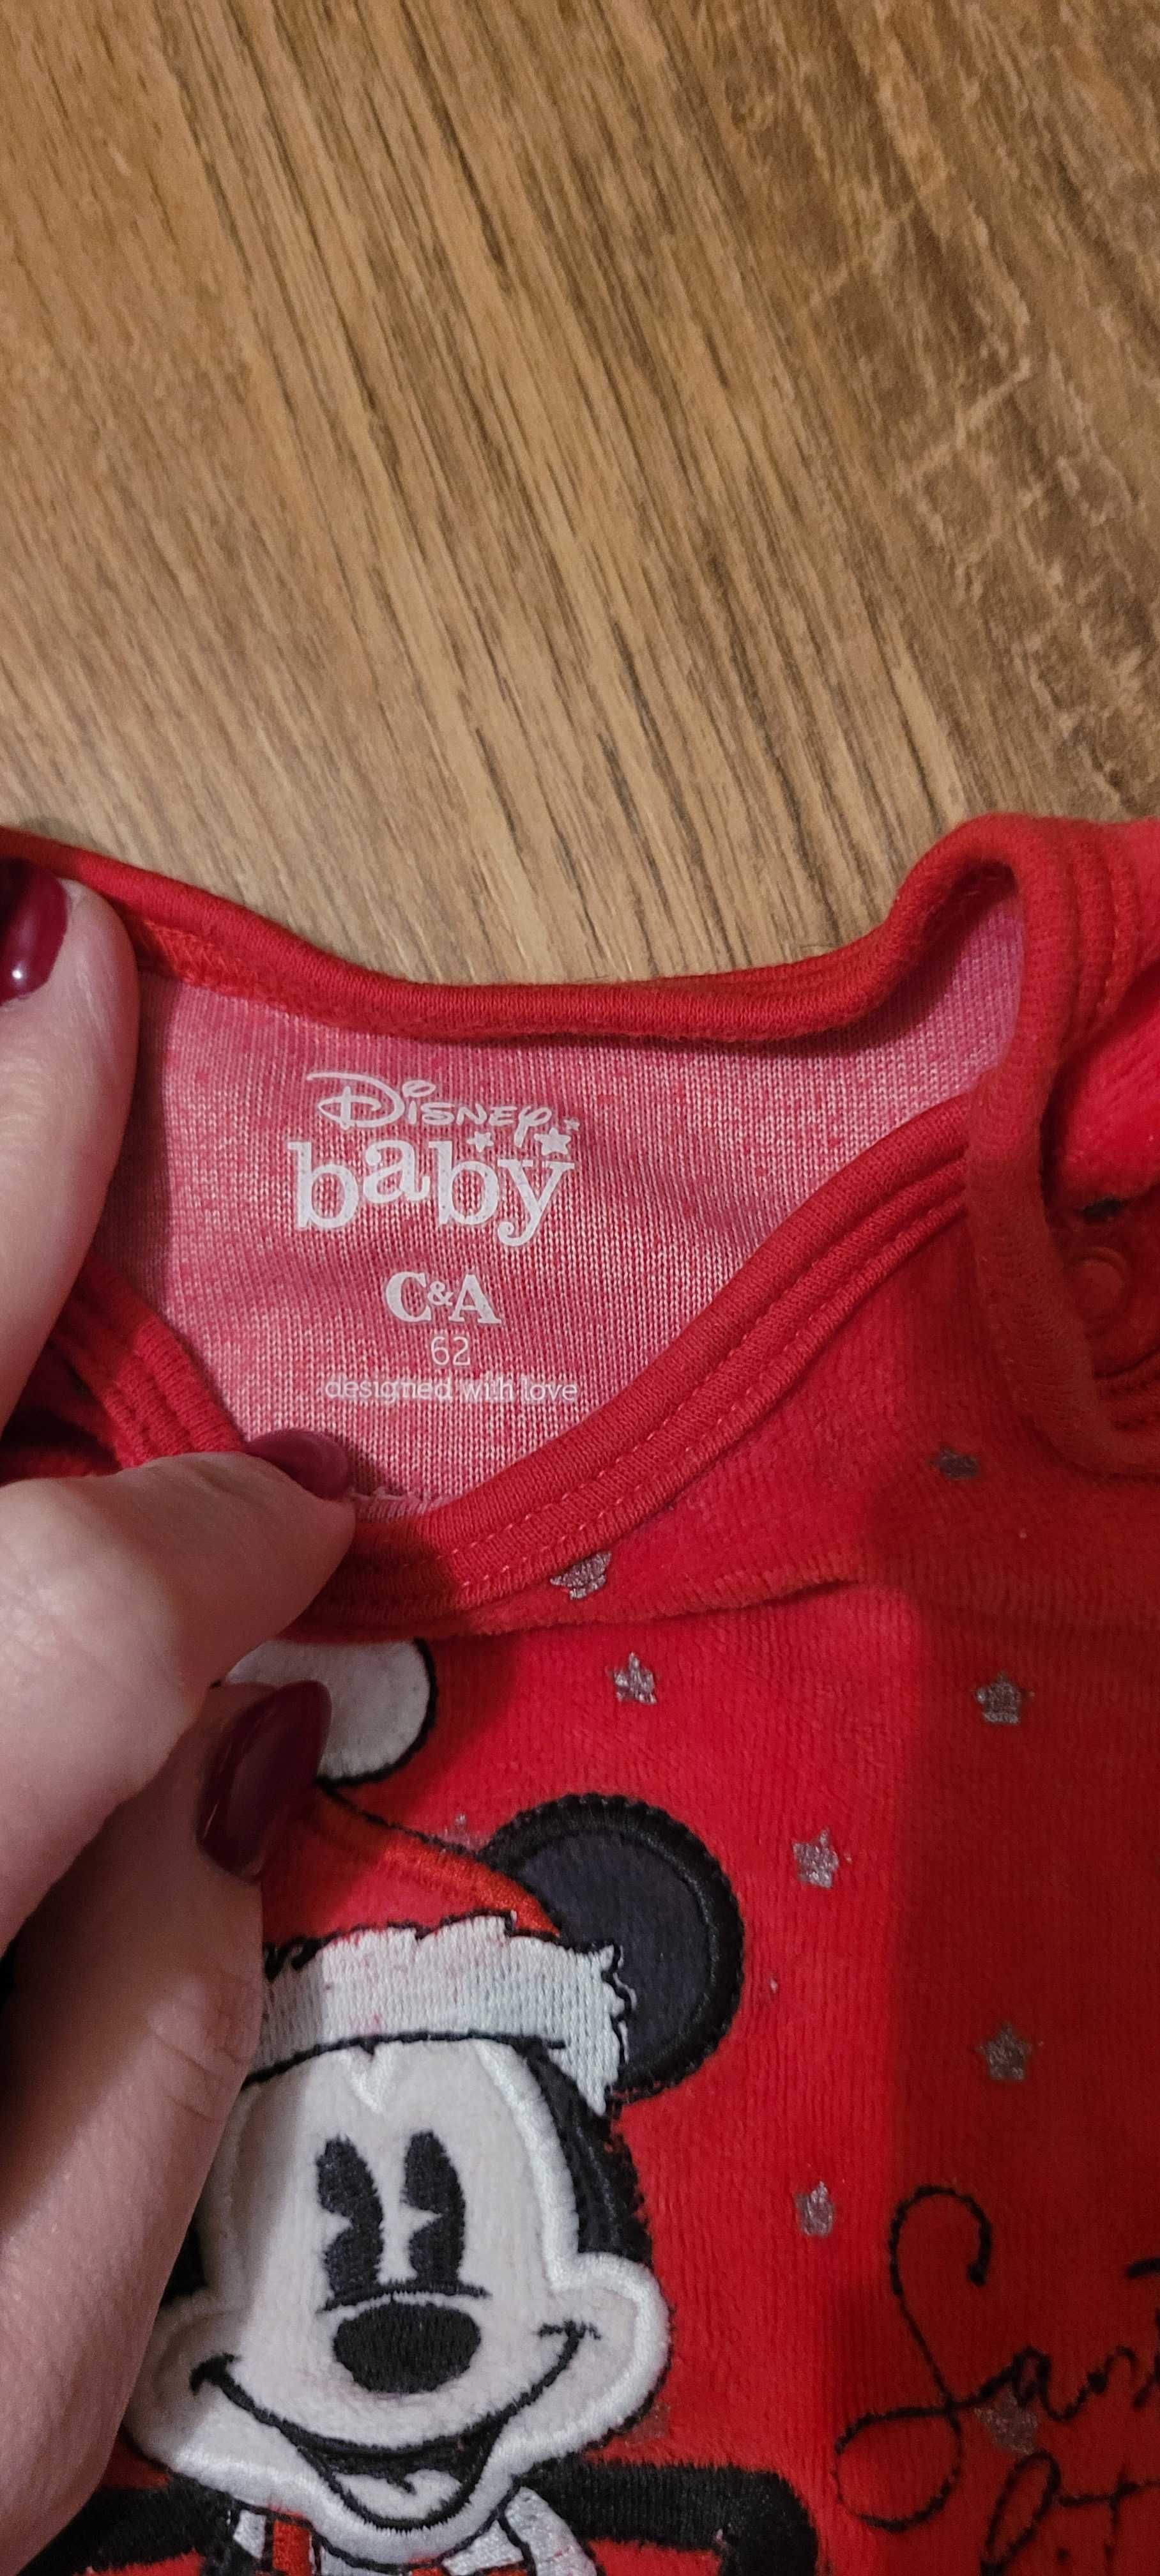 Disney
baby
C&A
62
designed with love